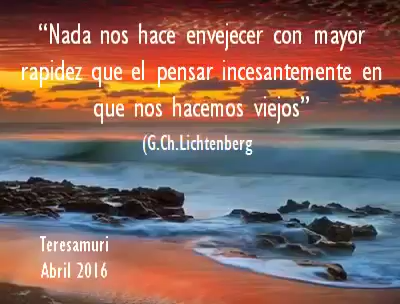 “Nada nos hace envejecer con mayor
rapidez que el pensar incesantemente en
que nos hacemos viejos”
(G.Ch.Lichtenberg
Teresamuri
Abril 2016